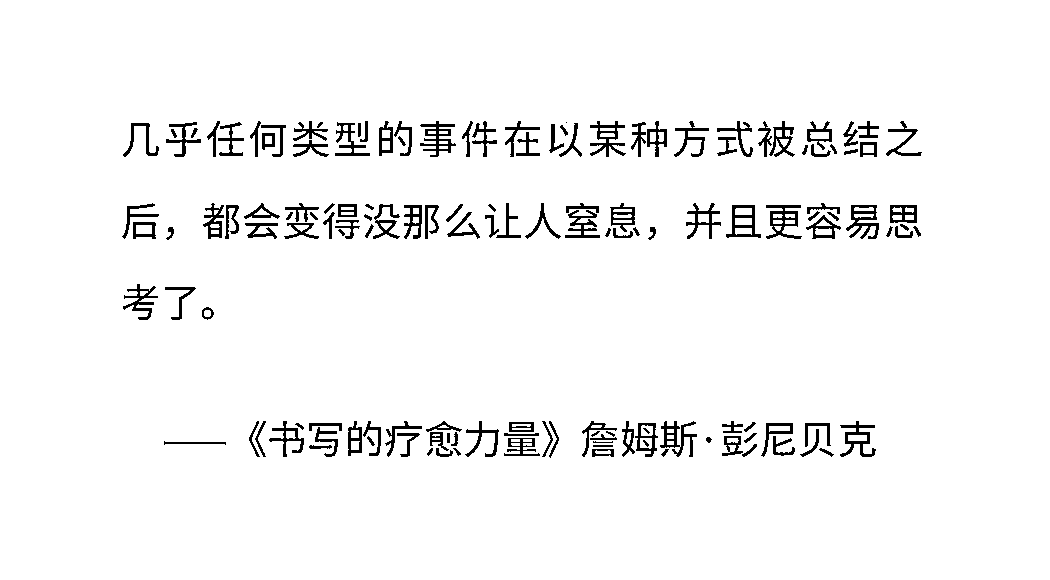 几乎任何类型的事件在以某种方式被总结之
后，都会变得没那么让人窒息，并且更容易思
考了。
——《书写的疗愈力量》詹姆斯·彭尼贝克